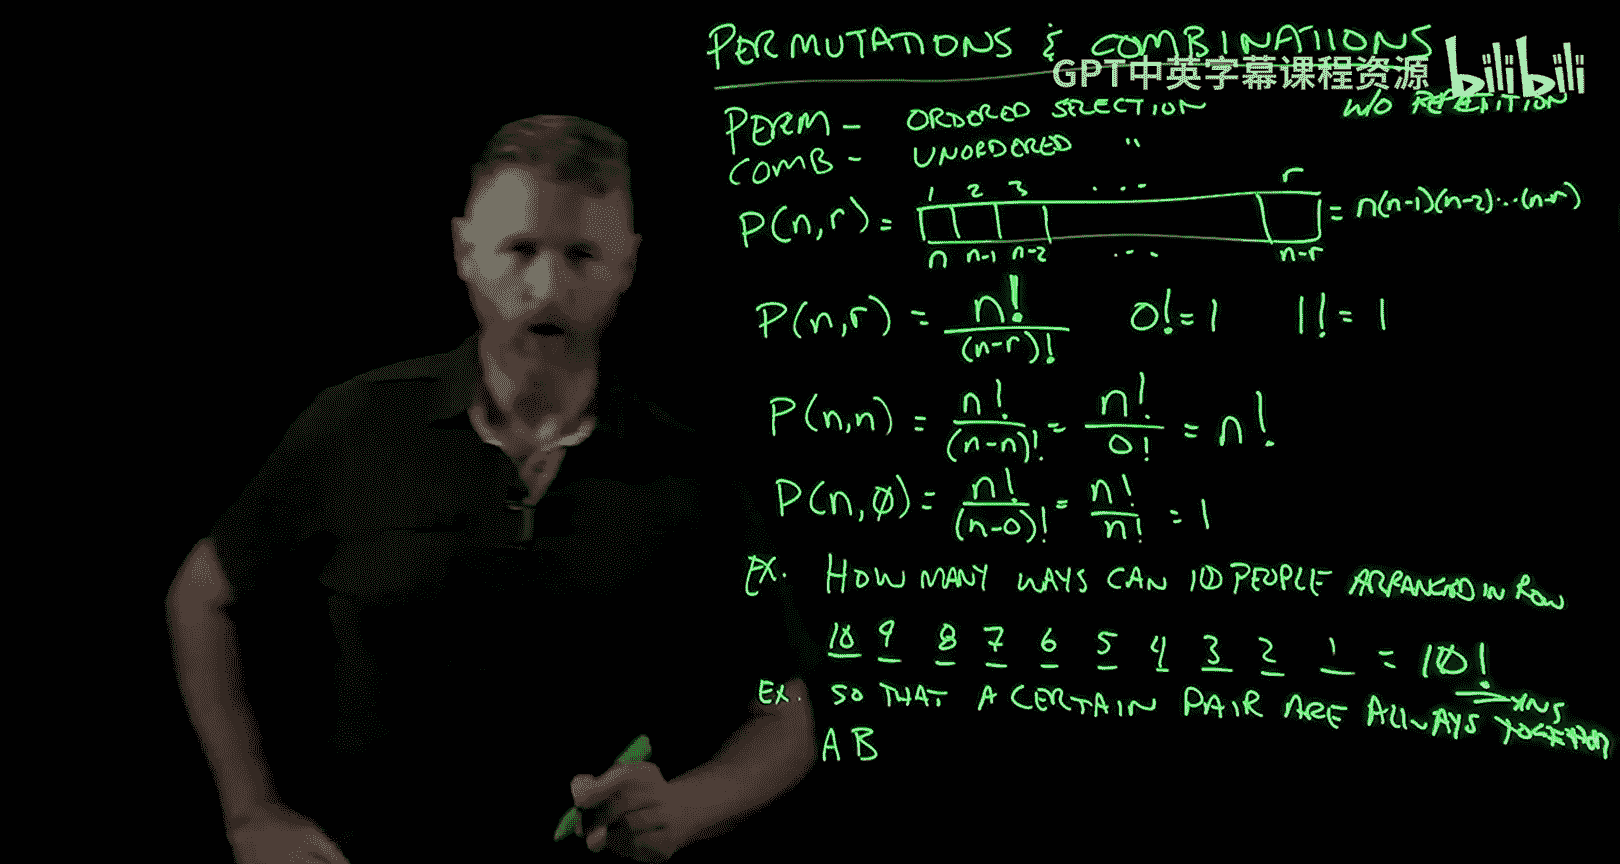 PERMUTATIONS & COMBINATIONS
GPT中英字幕课程资源 bilibili
PERM - ORDERED SELECTION W/O REPETITION
COMB - UNORDERED "
1 2 3 ... r
P(n,r) = = n(n-1)(n-2)...(n-r)
n n-1 n-2 ... n-r
P(n,r) = n!/(n-r)! 0! = 1 1! = 1
P(n,n) = n!/(n-n)! = n!/0! = n!
P(n,0) = n!/(n-0)! = n!/n! = 1
EX. HOW MANY WAYS CAN 10 PEOPLE ARRANGED IN ROW
10 9 8 7 6 5 4 3 2 1 = 10!
EX. SO THAT A CERTAIN PAIR ARE ALWAYS TOGETHER
A B